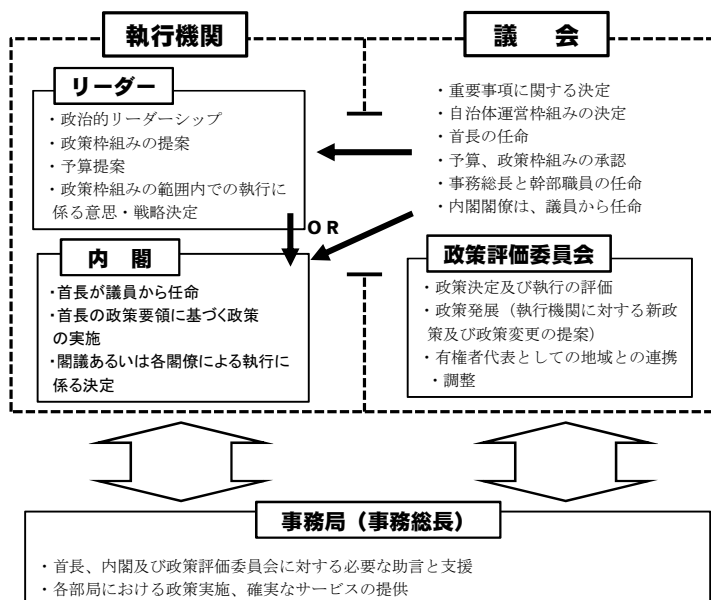 執行機関
リーダー
・政治的リーダーシップ
・政策枠組みの提案
・予算提案
・政策枠組みの範囲内での執行に
係る意思・戦略決定
OR
内　閣
・首長が議員から任命
・首長の政策要領に基づく政策
の実施
・閣議あるいは各閣僚による執行に
係る決定
議　会
・重要事項に関する決定
・自治体運営枠組みの決定
・首長の任命
・予算、政策枠組みの承認
・事務総長と幹部職員の任命
・内閣閣僚は、議員から任命
政策評価委員会
・政策決定及び執行の評価
・政策発展（執行機関に対する新政
策及び政策変更の提案）
・有権者代表としての地域との連携
・調整
事務局（事務総長）
・首長、内閣及び政策評価委員会に対する必要な助言と支援
・各部局における政策実施、確実なサービスの提供